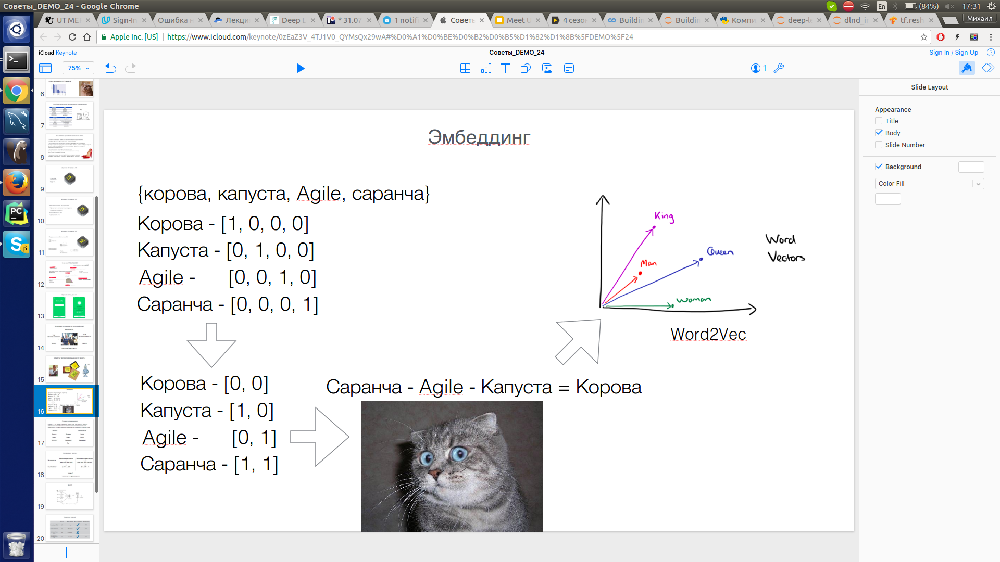 Советы_DEMO_24 - Google Chrome
En
(84%)
17:31
UT MEI
Sign-In
Ошибка н
Лекци
Deep L
* 31.07
1 notif
Советы
Meet U
4 сезо
Buildin
Buildin
Компи
deep-le
dlnd_ir
tf.resh
Михаил
Apple Inc. [US]
https://www.icloud.com/keynote/0zEaZ3V_4TJ1V0_QYMsQx29wA#%D0%A1%D0%BE%D0%B2%D0%B5%D1%82%D1%8B%5FDEMO%5F24
iCloud Keynote
Советы_DEMO_24
Sign In / Sign Up
75%
1
Slide Layout
Appearance
Title
Body
Slide Number
Background
Color Fill
6
7
8
9
10
11
12
13
14
15
16
17
18
19
20
Эмбеддинг
{корова, капуста, Agile, саранча}
Корова - [1, 0, 0, 0]
Капуста - [0, 1, 0, 0]
Agile - [0, 0, 1, 0]
Саранча - [0, 0, 0, 1]
King
Queen
Man
Woman
Word
Vectors
Word2Vec
Корова - [0, 0]
Капуста - [1, 0]
Agile - [0, 1]
Саранча - [1, 1]
Саранча - Agile - Капуста = Корова